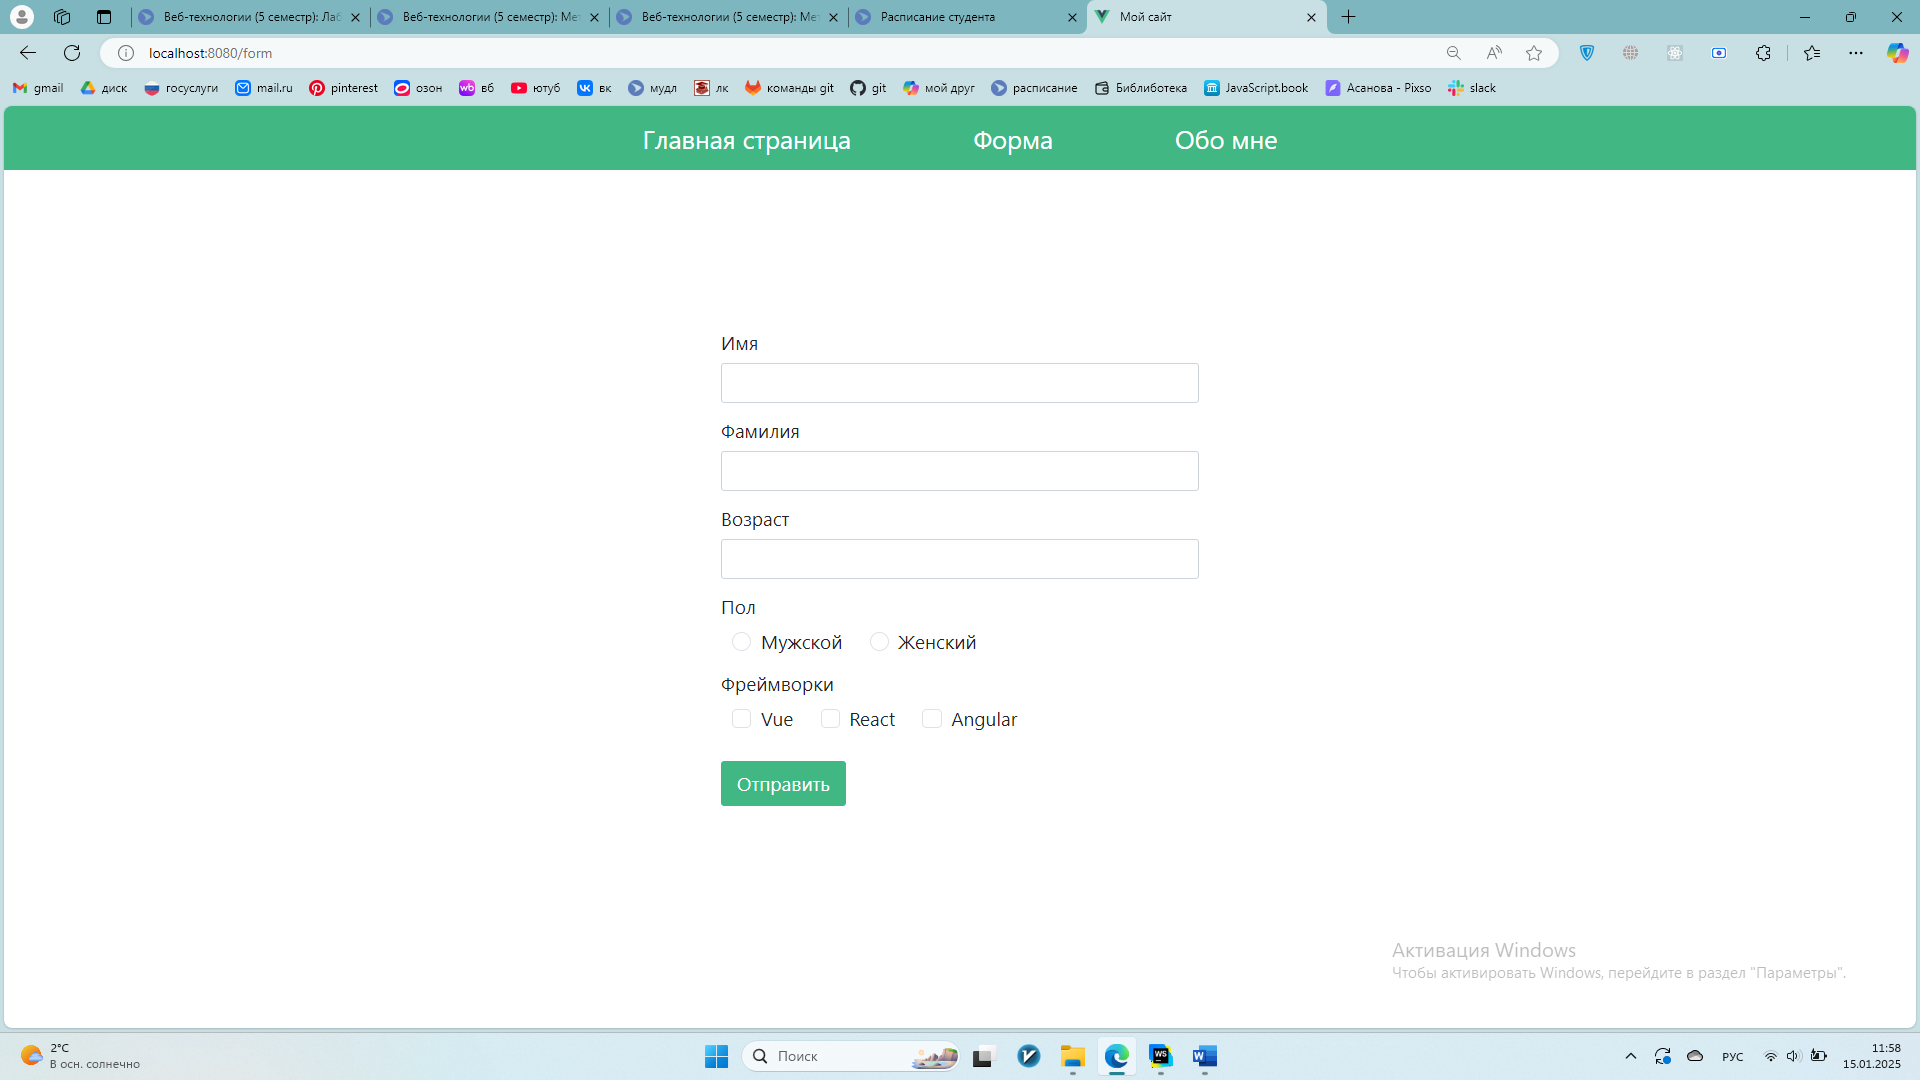 Веб-технологии (5 семестр): Лаб
Веб-технологии (5 семестр): Мет
Веб-технологии (5 семестр): Мет
Расписание студента
Мой сайт
localhost:8080/form
gmail
диск
госуслуги
mail.ru
pinterest
озон
wb вб
ютуб
вк
мудл
лк
команды git
git
мой друг
расписание
Библиотека
JavaScript.book
Асанова - Pixso
slack
Главная страница
Форма
Обо мне
Имя
Фамилия
Возраст
Пол
Мужской
Женский
Фреймворки
Vue
React
Angular
Отправить
Активация Windows
Чтобы активировать Windows, перейдите в раздел "Параметры".
2°C
В осн. солнечно
Поиск
WS
W
РУС
11:58
15.01.2025